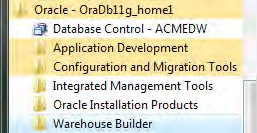 Oracle - OraDb11g_home1
Database Control - ACMEDW
Application Development
Configuration and Migration Tools
Integrated Management Tools
Oracle Installation Products
Warehouse Builder